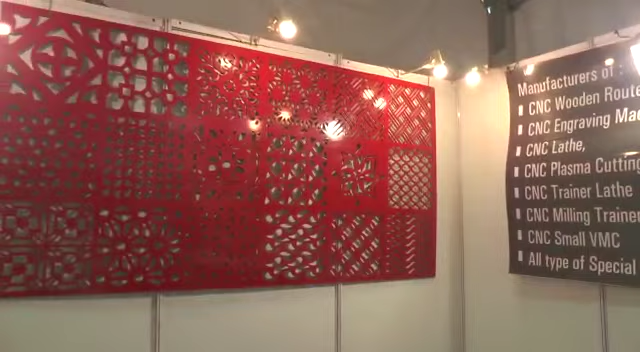 Manufacturers of :
CNC Wooden Route
CNC Engraving Ma
CNC Lathe,
CNC Plasma Cutting
CNC Trainer Lathe
CNC Milling Trainer
CNC Small VMC
All type of Special